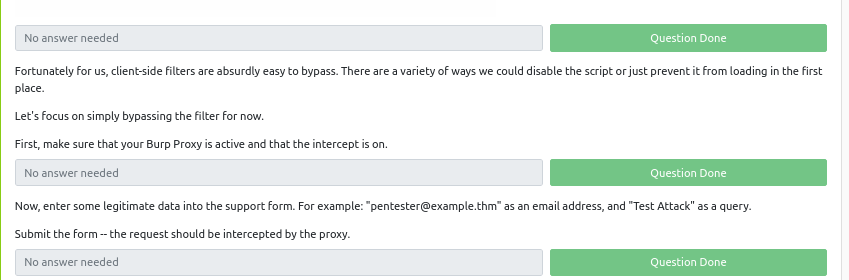 No answer needed
Question Done
Fortunately for us, client-side filters are absurdly easy to bypass. There are a variety of ways we could disable the script or just prevent it from loading in the first
place.
Let's focus on simply bypassing the filter for now.
First, make sure that your Burp Proxy is active and that the intercept is on.
No answer needed
Question Done
Now, enter some legitimate data into the support form. For example: "pentester@example.thm" as an email address, and "Test Attack" as a query.
Submit the form -- the request should be intercepted by the proxy.
No answer needed
Question Done